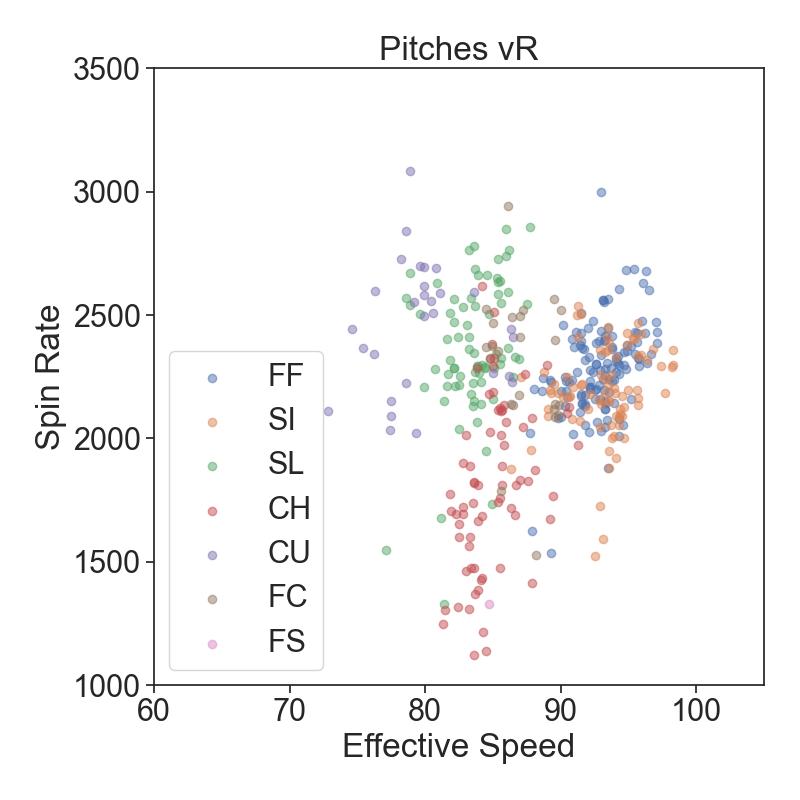 Pitches vR
3500
3000
2500
2000
1500
1000
Spin Rate
FF
SI
SL
CH
CU
FC
FS
60 70 80 90 100
Effective Speed